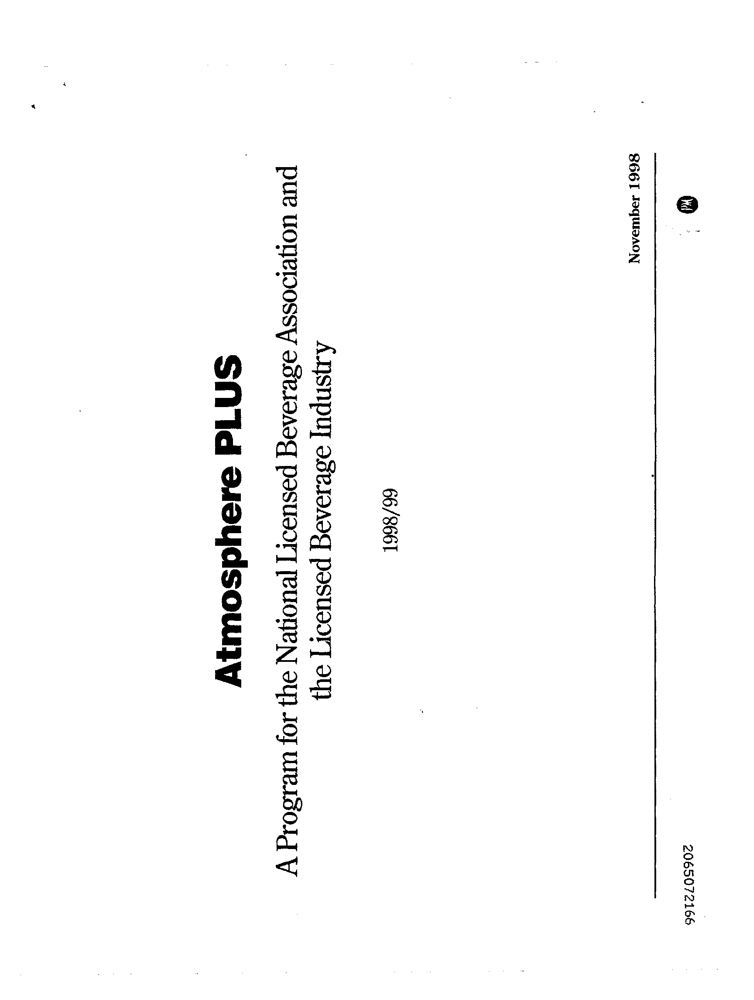 Atmosphere PLUS
A Program for the National Licensed Beverage Association and
the Licensed Beverage Industry
1998/99
November 1998
2065072166